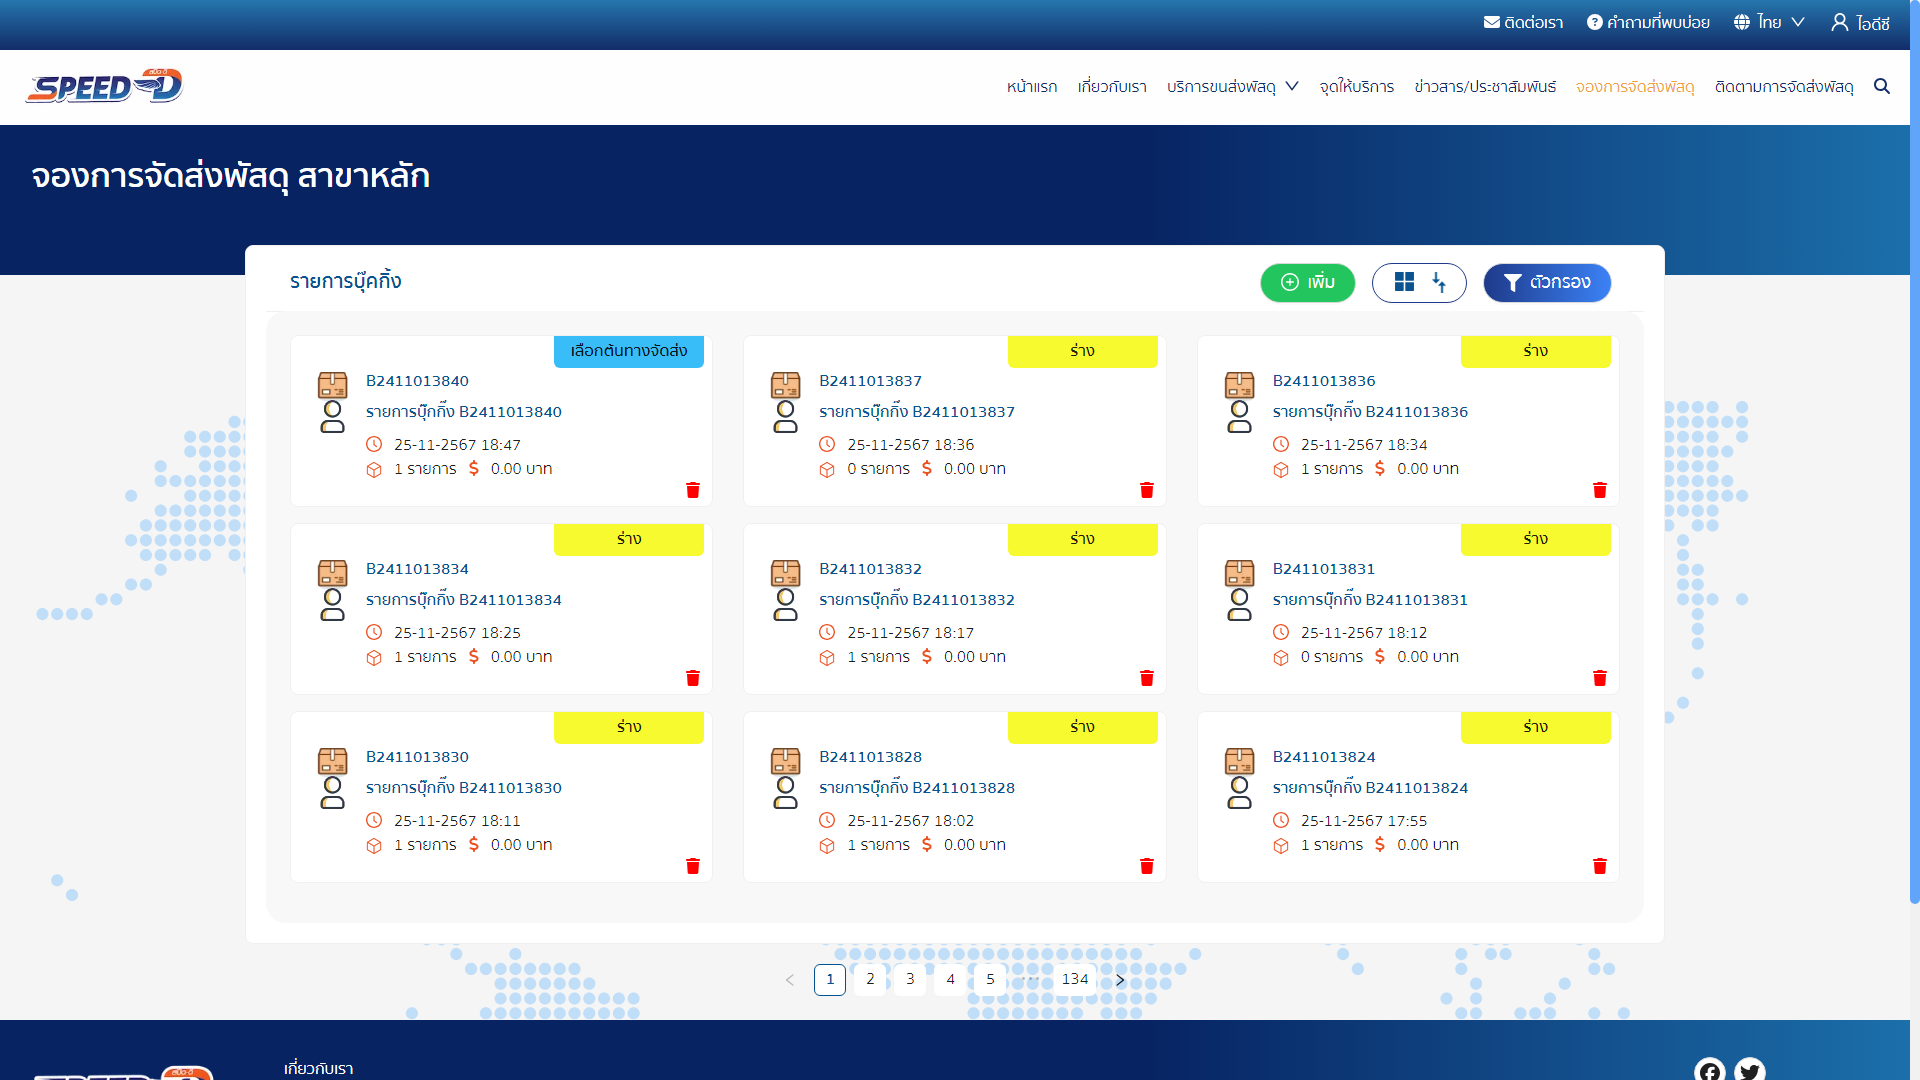 ติดต่อเรา คำถามที่พบบ่อย ไทย ไอดีซี
SPEED-D สปีด-ดี
หน้าแรก เกี่ยวกับเรา บริการขนส่งพัสดุ จุดให้บริการ ข่าวสาร/ประชาสัมพันธ์ จองการจัดส่งพัสดุ ติดตามการจัดส่งพัสดุ
จองการจัดส่งพัสดุ สาขาหลัก
รายการบุ๊คกิ้ง
เพิ่ม
ตัวกรอง
เลือกต้นทางจัดส่ง
B2411013840
รายการบุ๊กกิ๊ง B2411013840
25-11-2567 18:47
1 รายการ $ 0.00 บาท
ร่าง
B2411013837
รายการบุ๊กกิ๊ง B2411013837
25-11-2567 18:36
0 รายการ $ 0.00 บาท
ร่าง
B2411013836
รายการบุ๊กกิ๊ง B2411013836
25-11-2567 18:34
1 รายการ $ 0.00 บาท
ร่าง
B2411013834
รายการบุ๊กกิ๊ง B2411013834
25-11-2567 18:25
1 รายการ $ 0.00 บาท
ร่าง
B2411013832
รายการบุ๊กกิ๊ง B2411013832
25-11-2567 18:17
1 รายการ $ 0.00 บาท
ร่าง
B2411013831
รายการบุ๊กกิ๊ง B2411013831
25-11-2567 18:12
0 รายการ $ 0.00 บาท
ร่าง
B2411013830
รายการบุ๊กกิ๊ง B2411013830
25-11-2567 18:11
1 รายการ $ 0.00 บาท
ร่าง
B2411013828
รายการบุ๊กกิ๊ง B2411013828
25-11-2567 18:02
1 รายการ $ 0.00 บาท
ร่าง
B2411013824
รายการบุ๊กกิ๊ง B2411013824
25-11-2567 17:55
1 รายการ $ 0.00 บาท
< 1 2 3 4 5 ••• 134 >
เกี่ยวกับเรา